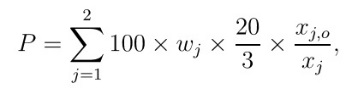 $P = \sum_{j=1}^{2} 100 \times w_j \times \frac{20}{3} \times \frac{x_{j,o}}{x_j},$